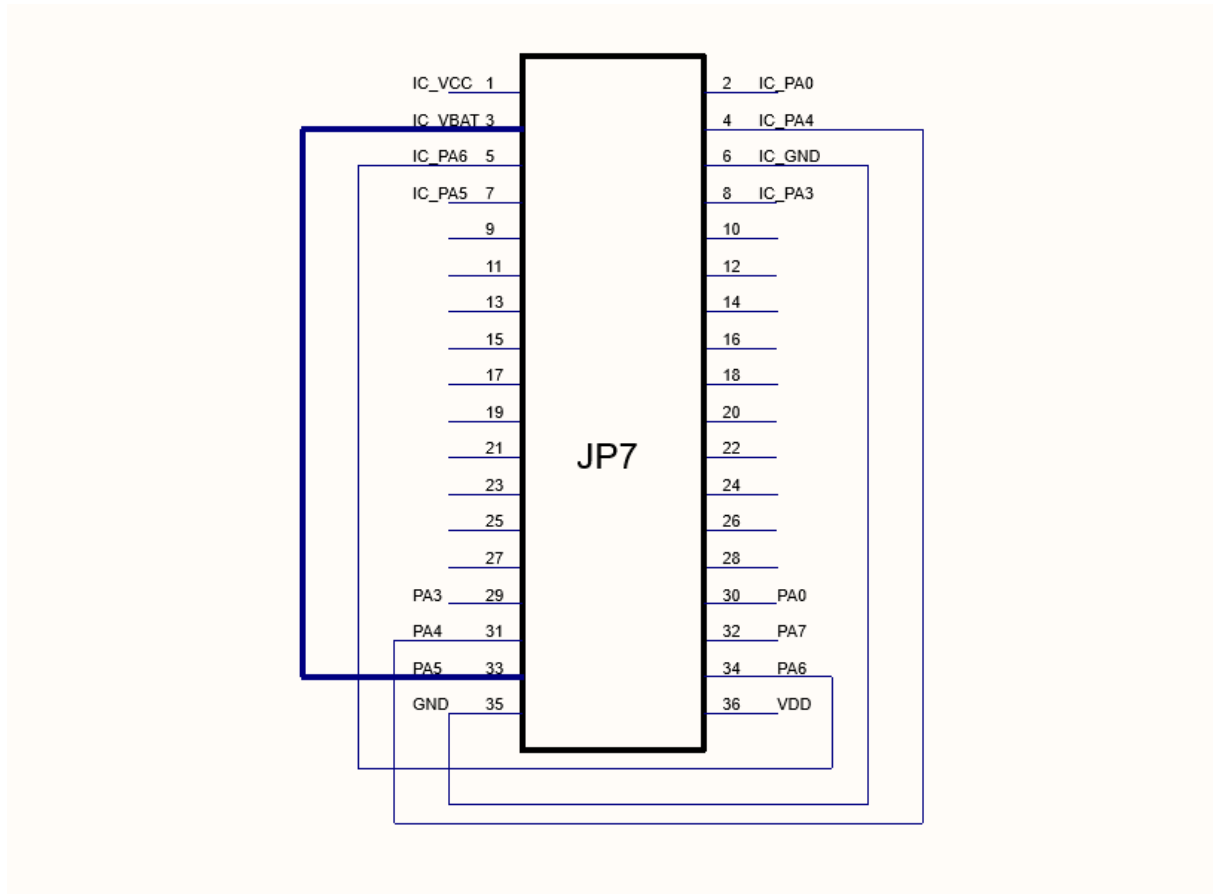 IC_VCC 1 2 IC_PA0
IC_VBAT 3 4 IC_PA4
IC_PA6 5 6 IC_GND
IC_PA5 7 8 IC_PA3
9 10
11 12
13 14
15 16
17 18
19 20
21 22
JP7
23 24
25 26
27 28
PA3 29 30 PA0
PA4 31 32 PA7
PA5 33 34 PA6
GND 35 36 VDD